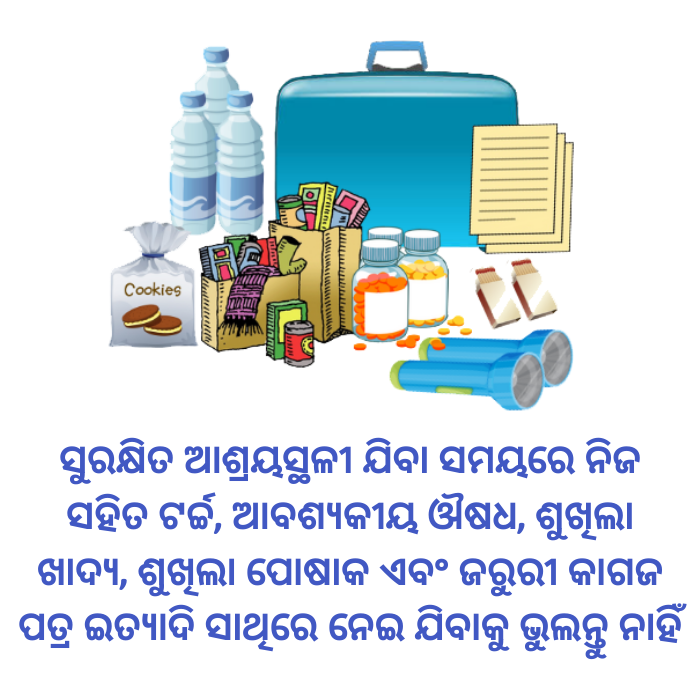 Cookies
ସୁରକ୍ଷିତ ଆଶ୍ରୟସ୍ଥଳୀ ଯିବା ସମୟରେ ନିଜ
ସହିତ ଟର୍ଚ୍ଚ, ଆବଶ୍ୟକୀୟ ଔଷଧ, ଶୁଖିଲା
ଖାଦ୍ୟ, ଶୁଖିଲା ପୋଷାକ ଏବଂ ଜରୁରୀ କାଗଜ
ପତ୍ର ଇତ୍ୟାଦି ସାଥିରେ ନେଇ ଯିବାକୁ ଭୁଲନ୍ତୁ ନାହିଁ